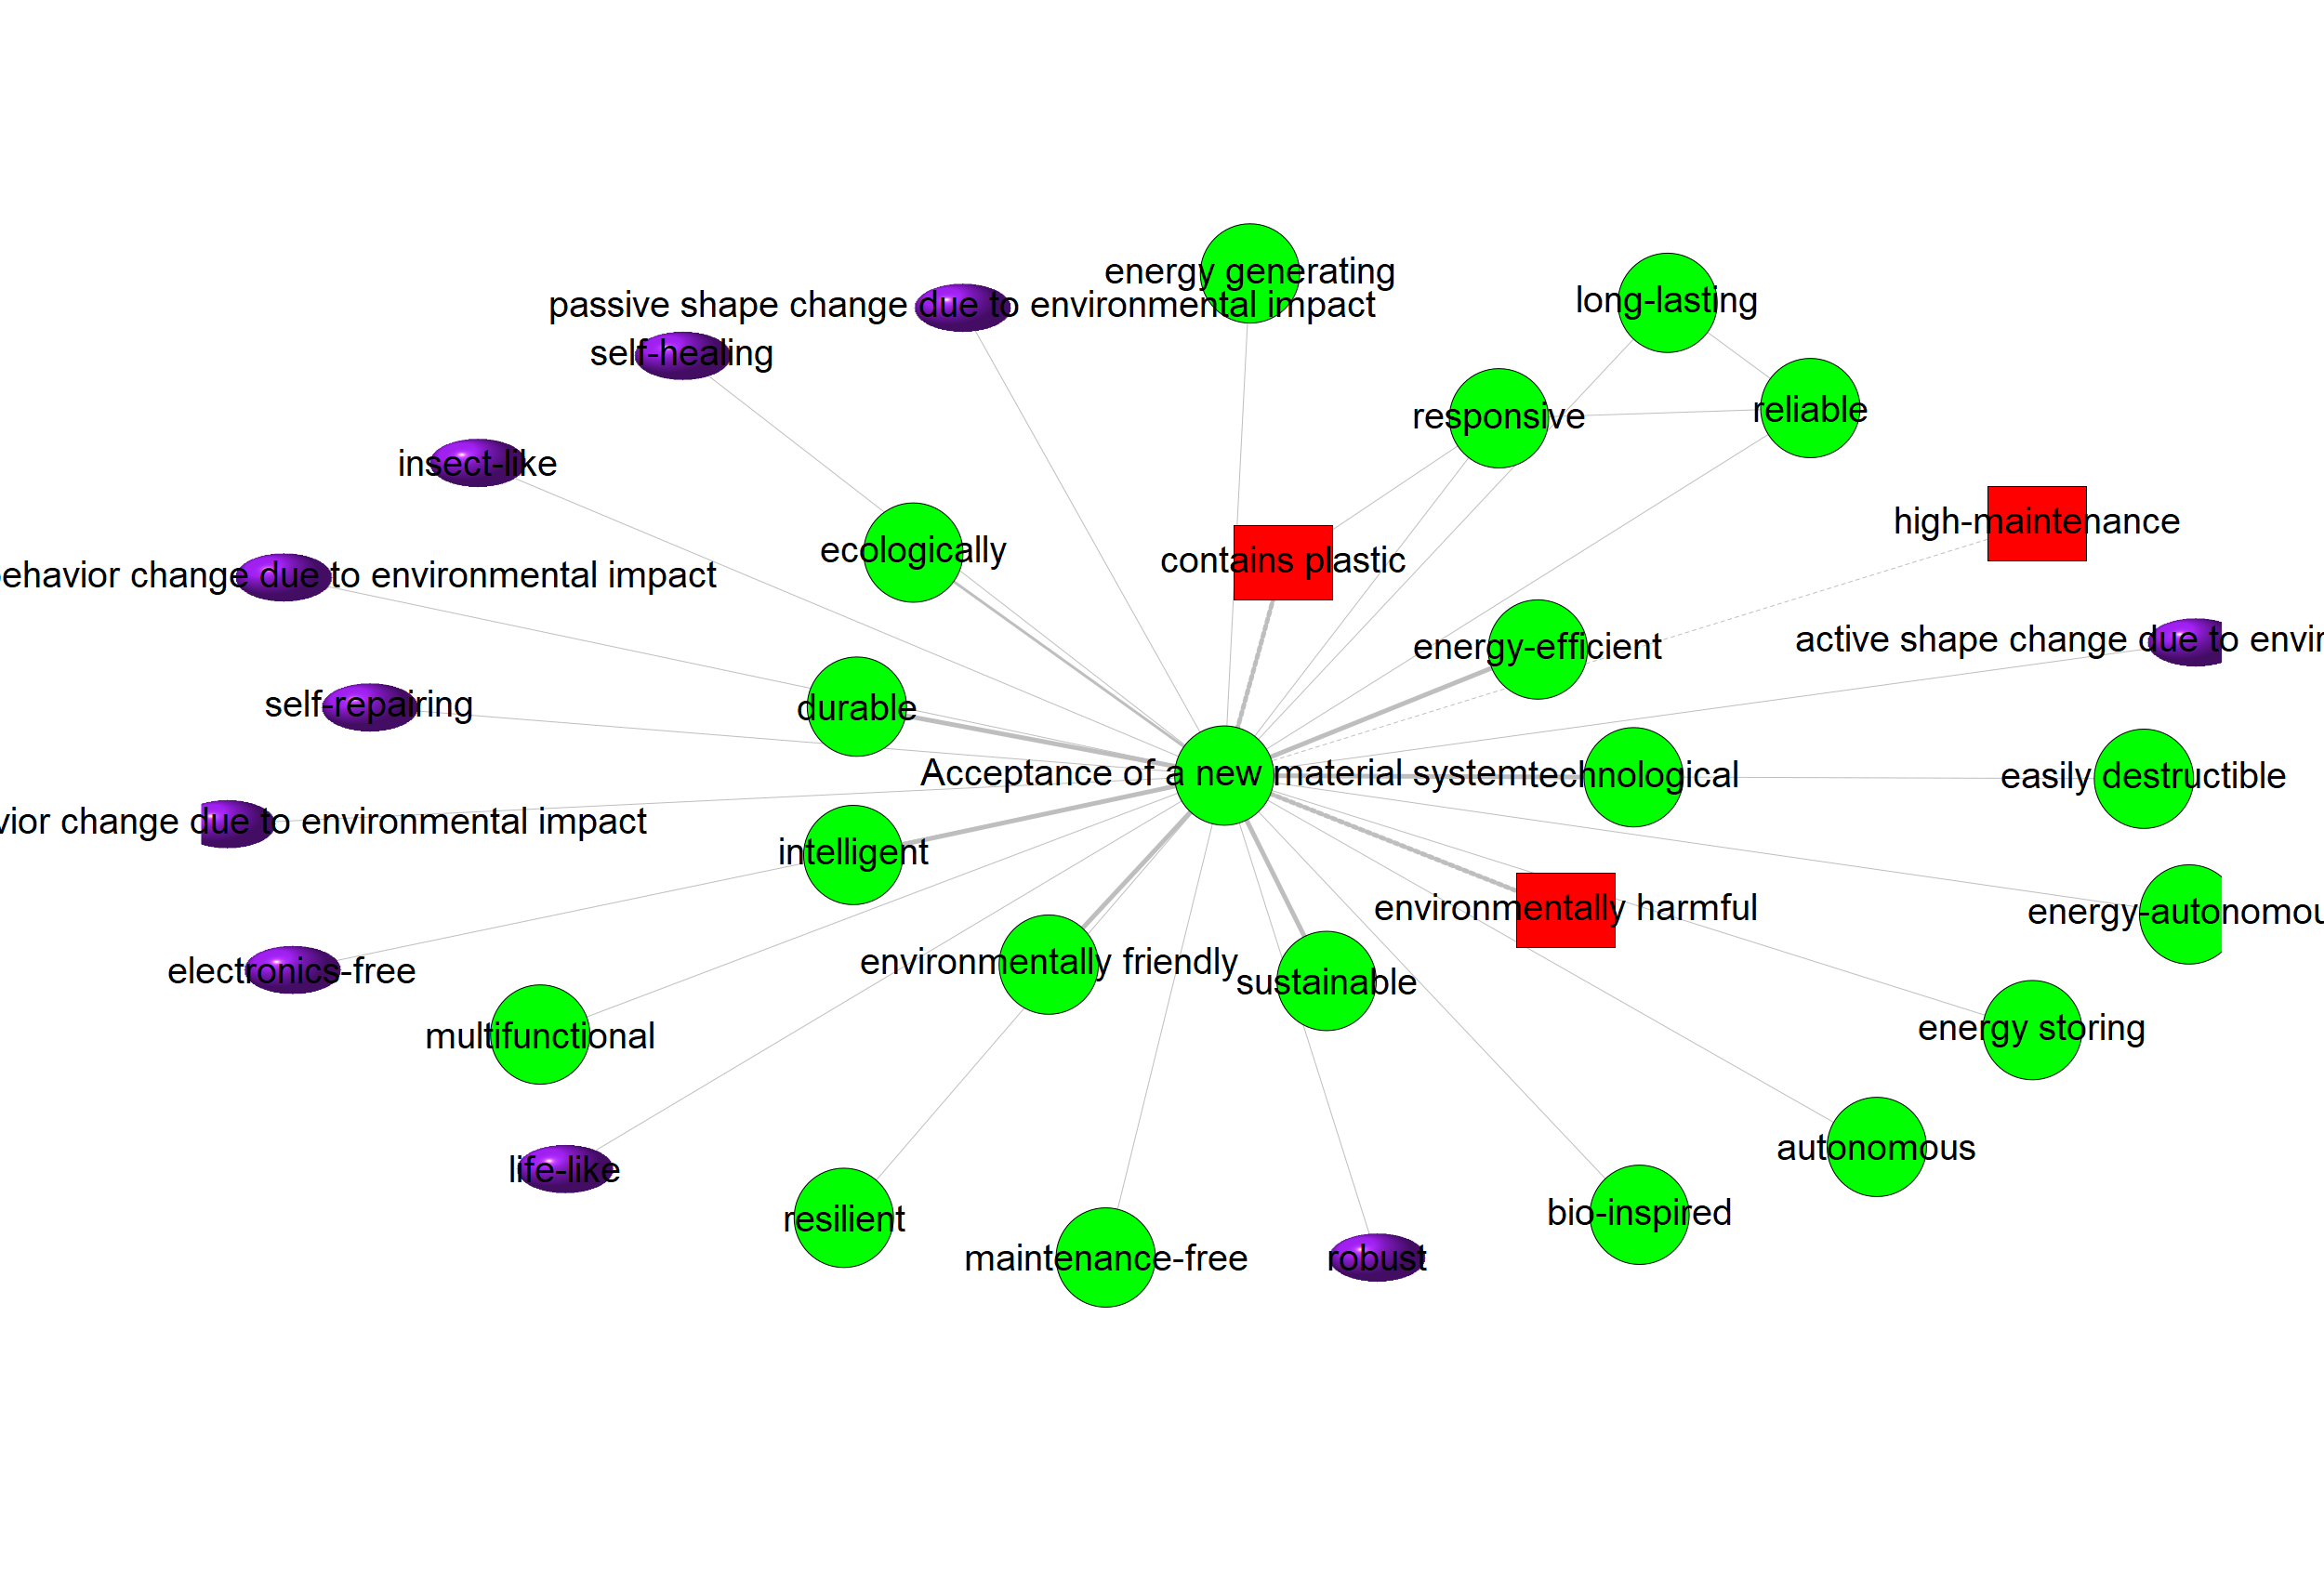 energy generating
long-lasting
passive shape change due to environmental impact
self-healing
responsive
reliable
insect-like
high-maintenance
ecologically
contains plastic
behavior change due to environmental impact
energy-efficient
active shape change due to
self-repairing
durable
Acceptance of a new material system
technological
easily destructible
change due to environmental impact
intelligent
environmentally harmful
energy-autonomou
electronics-free
environmentally friendly
sustainable
multifunctional
energy storing
autonomous
life-like
resilient
bio-inspired
maintenance-free
robust